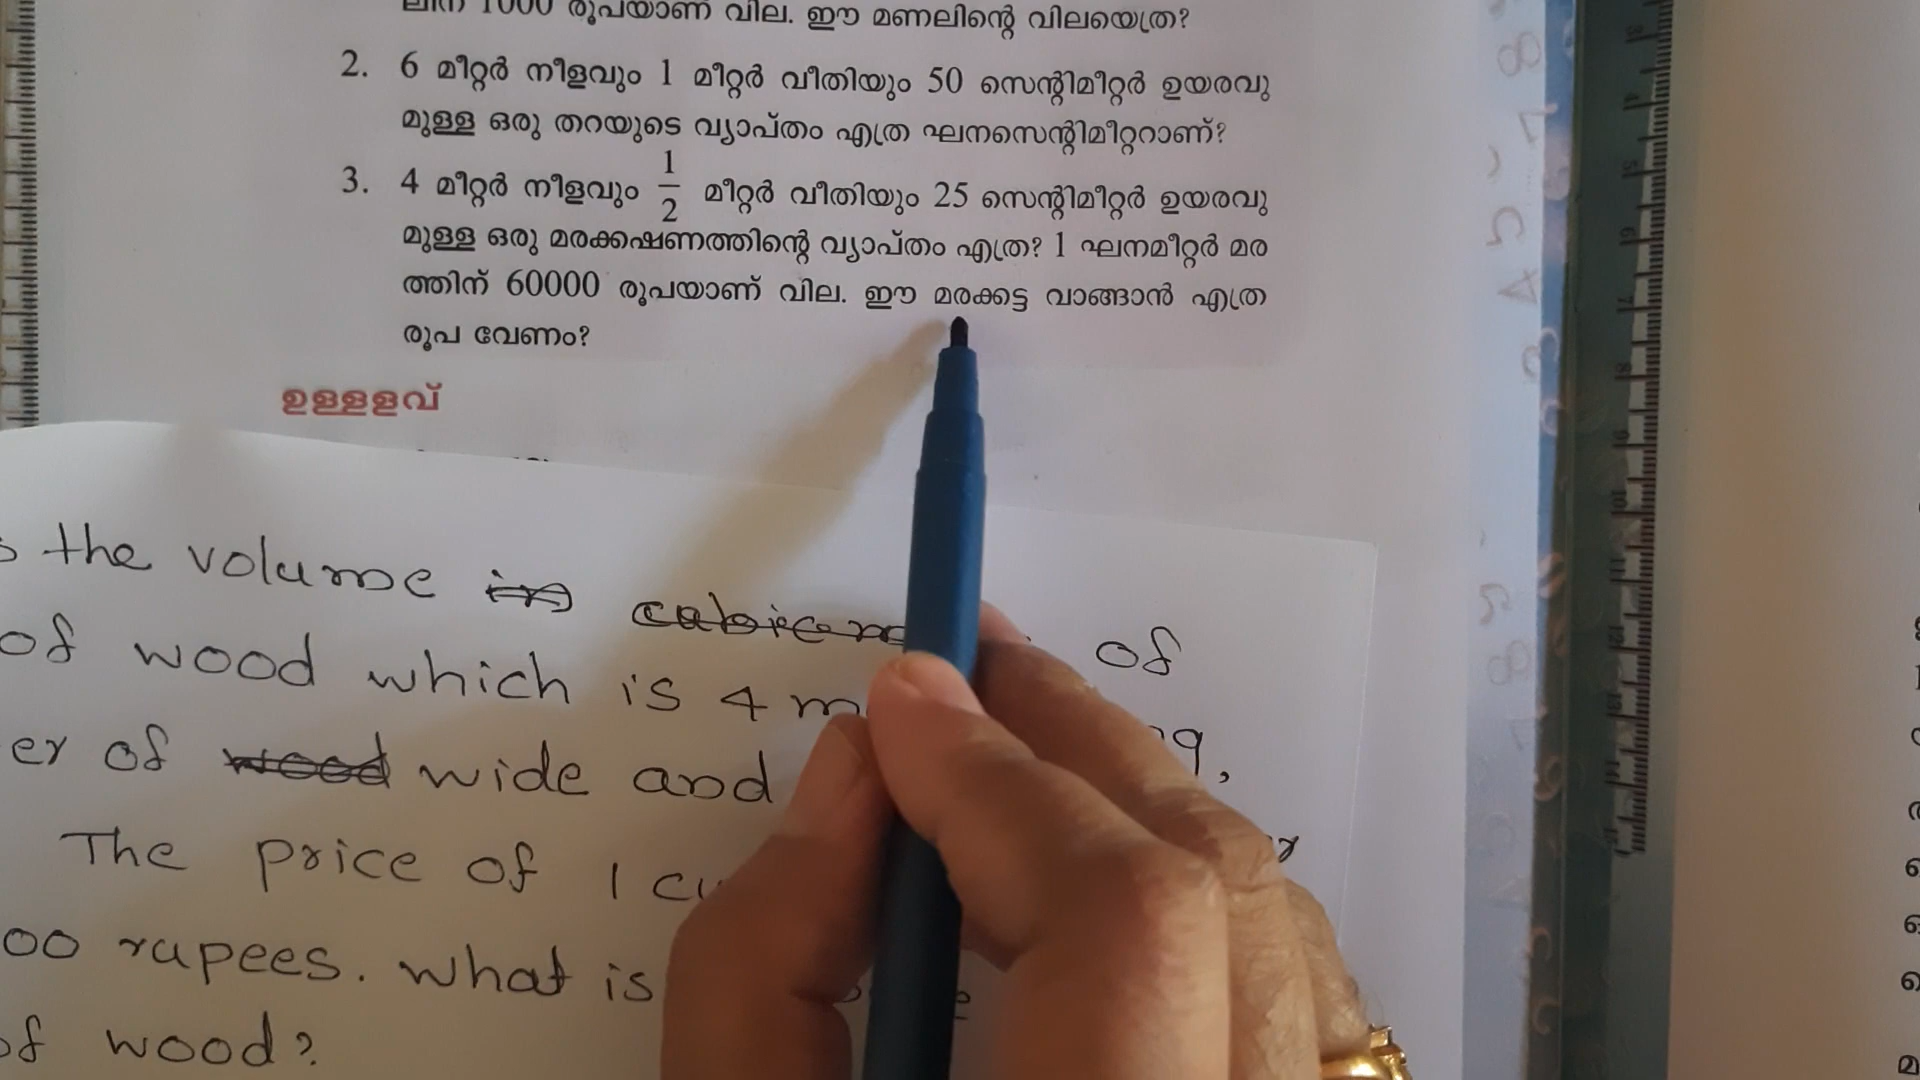 1000 രൂപയാണ് വില. ഈ മണലിന്റെ വിലയെത്ര?
2. 6 മീറ്റർ നീളവും 1 മീറ്റർ വീതിയും 50 സെന്റിമീറ്റർ ഉയരവു
മുള്ള ഒരു തറയുടെ വ്യാപ്തം എത്ര ഘനസെന്റിമീറ്ററാണ്?
3. 4 മീറ്റർ നീളവും 1/2 മീറ്റർ വീതിയും 25 സെന്റിമീറ്റർ ഉയരവു
മുള്ള ഒരു മരക്കഷണത്തിന്റെ വ്യാപ്തം എത്ര? 1 ഘനമീറ്റർ മര
ത്തിന് 60000 രൂപയാണ് വില. ഈ മരക്കട്ട വാങ്ങാൻ എത്ര
രൂപ വേണം?
ഉള്ളളവ്
the volume of
of wood which is 4
of wide and
The price of 1
rupees. what is
of wood?